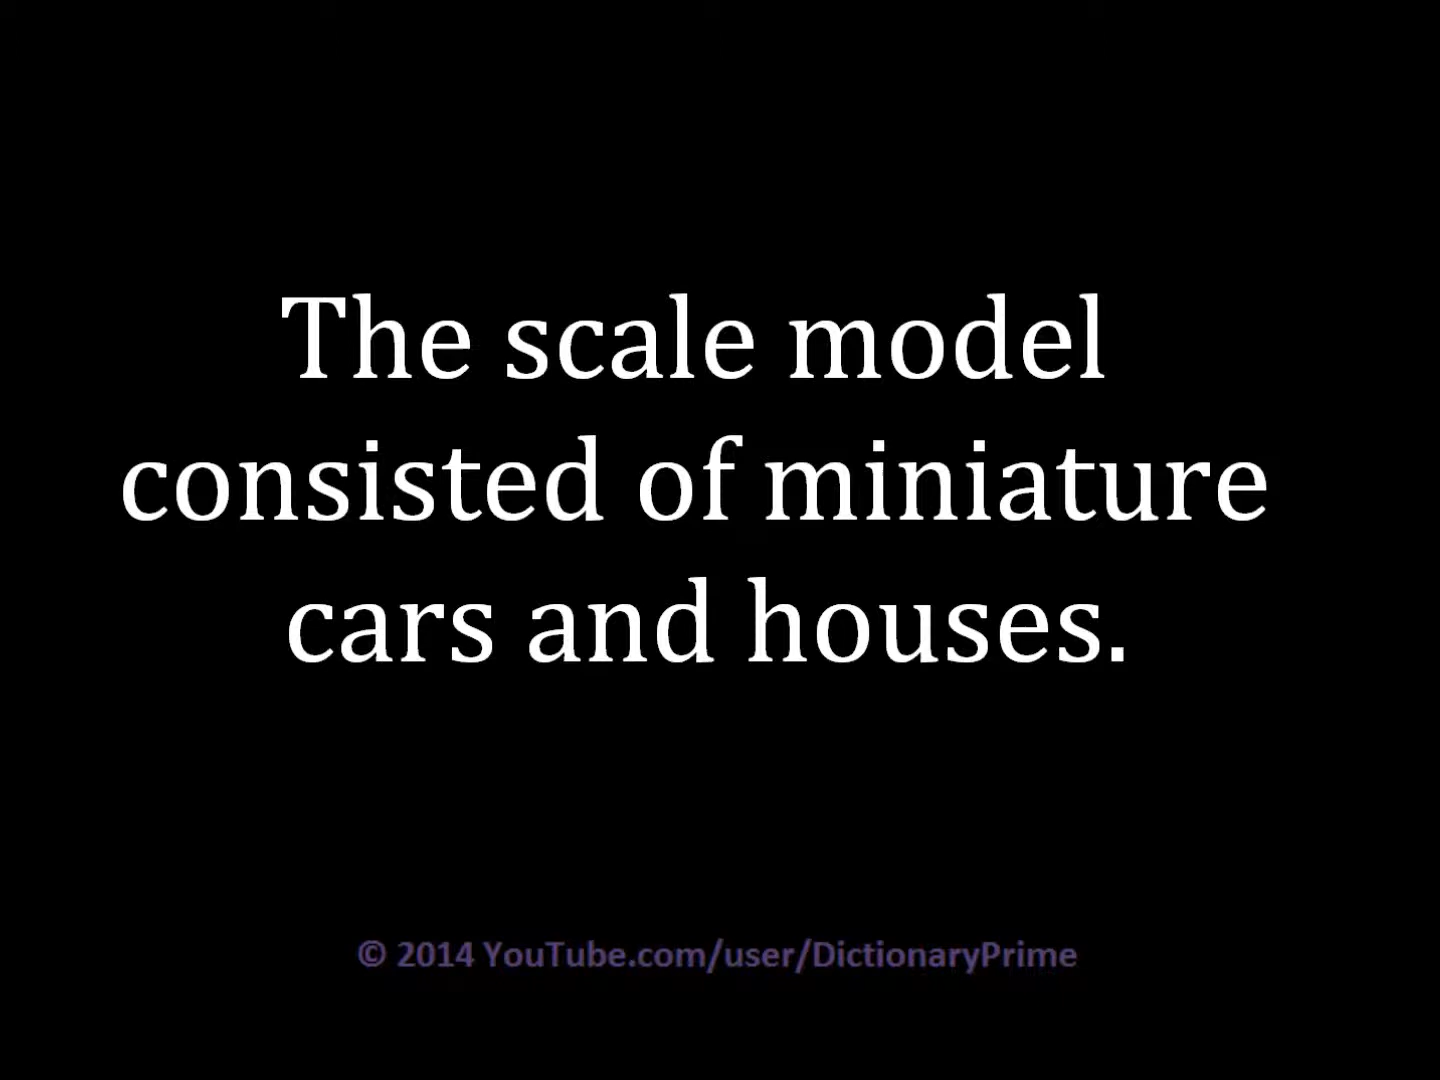 The scale model
consisted of miniature
cars and houses.
© 2014 YouTube.com/user/DictionaryPrime